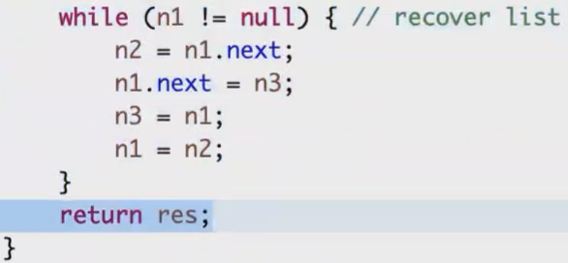 while (n1 != null) { // recover list
n2 = n1.next;
n1.next = n3;
n3 = n1;
n1 = n2;
}
return res;
}